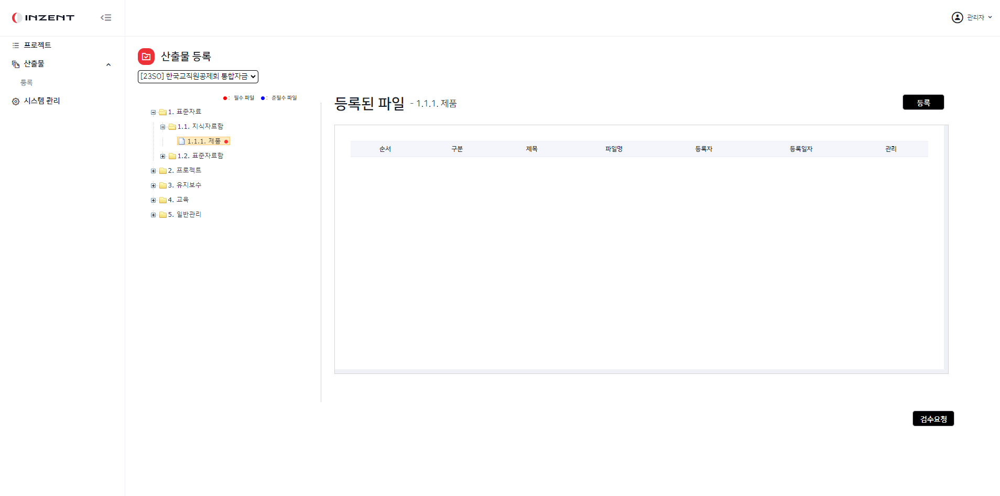 INZENT
관리자
프로젝트
산출물
등록
시스템 관리
산출물 등록
[23S0] 한국교직원공제회 통합자금
: 필수 파일 : 준필수 파일
1. 표준자료
1.1. 지식자료함
1.1.1. 제품
1.2. 표준자료함
2. 프로젝트
3. 유지보수
4. 교육
5. 일반관리
등록된 파일 - 1.1.1. 제품
등록
순서 구분 제목 파일명 등록자 등록일자 관리
검수요청